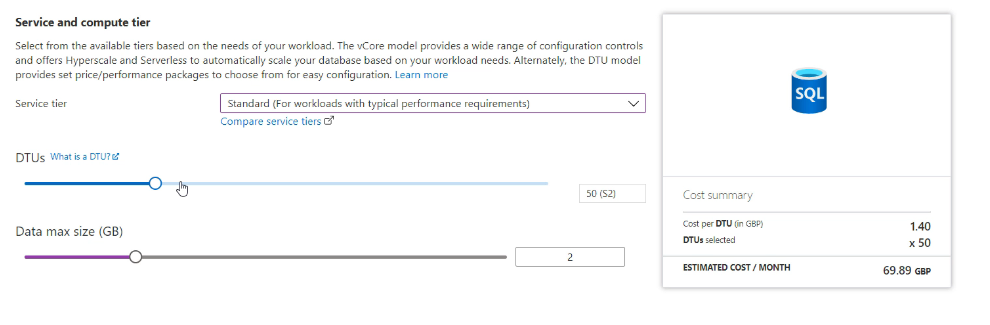 Service and compute tier
Select from the available tiers based on the needs of your workload. The vCore model provides a wide range of configuration controls
and offers Hyperscale and Serverless to automatically scale your database based on your workload needs. Alternately, the DTU model
provides set price/performance packages to choose from for easy configuration. Learn more
Service tier
Standard (For workloads with typical performance requirements)
Compare service tiers
DTUs What is a DTU?
50 (S2)
Data max size (GB)
2
SQL
Cost summary
Cost per DTU (in GBP) 1.40
DTUs selected x 50
ESTIMATED COST / MONTH 69.89 GBP